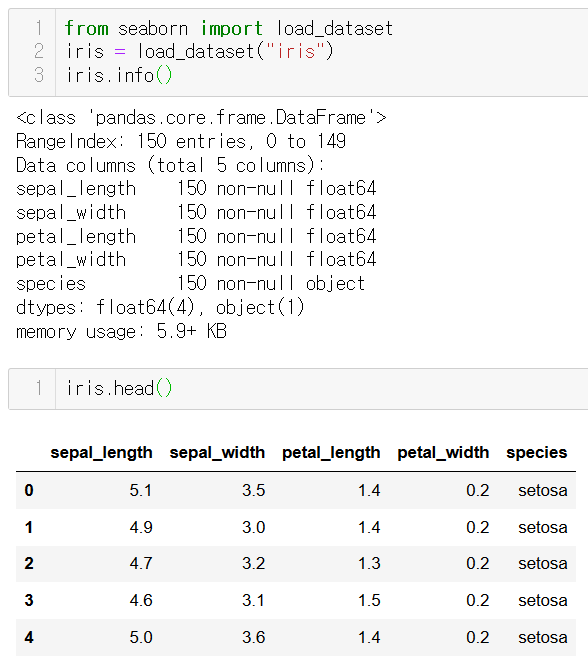 1 from seaborn import load_dataset
2 iris = load_dataset("iris")
3 iris.info()
<class 'pandas.core.frame.DataFrame'>
RangeIndex: 150 entries, 0 to 149
Data columns (total 5 columns):
sepal_length    150 non-null float64
sepal_width     150 non-null float64
petal_length    150 non-null float64
petal_width     150 non-null float64
species         150 non-null object
dtypes: float64(4), object(1)
memory usage: 5.9+ KB
1 iris.head()
sepal_length sepal_width petal_length petal_width species
0 5.1 3.5 1.4 0.2 setosa
1 4.9 3.0 1.4 0.2 setosa
2 4.7 3.2 1.3 0.2 setosa
3 4.6 3.1 1.5 0.2 setosa
4 5.0 3.6 1.4 0.2 setosa